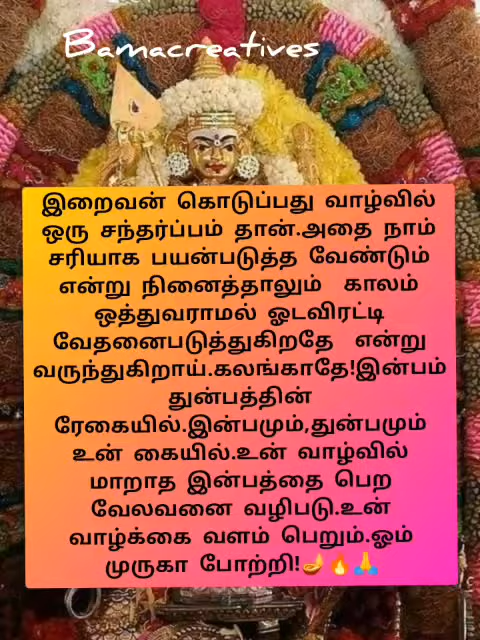 Bamacreatives
இறைவன் கொடுப்பது வாழ்வில்
ஒரு சந்தர்ப்பம் தான்.அதை நாம்
சரியாக பயன்படுத்த வேண்டும்
என்று நினைத்தாலும் காலம்
ஒத்துவராமல் ஓடவிரட்டி
வேதனைபடுத்துகிறதே என்று
வருந்துகிறாய்.கலங்காதே!இன்பம்
துன்பத்தின்
ரேகையில்.இன்பமும்,துன்பமும்
உன் கையில்.உன் வாழ்வில்
மாறாத இன்பத்தை பெற
வேலவனை வழிபடு.உன்
வாழ்க்கை வளம் பெறும்.ஓம்
முருகா போற்றி!🪔🔥🙏